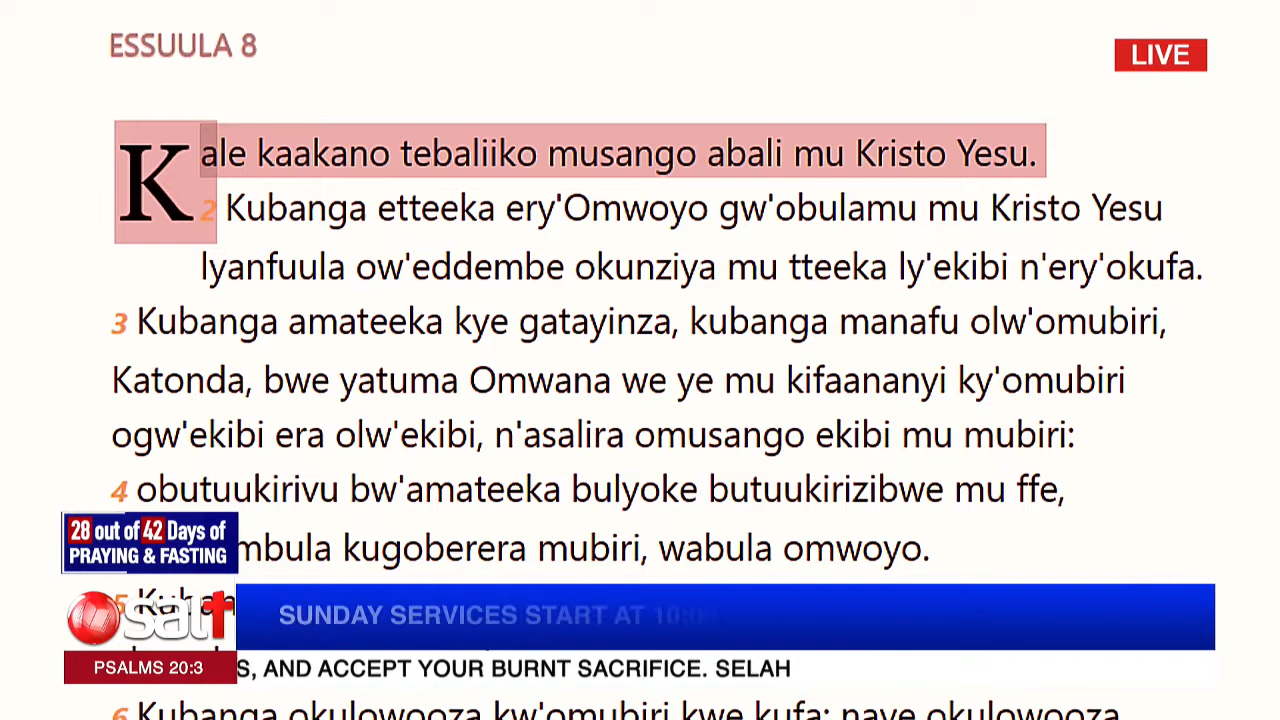 ESSUULA 8
LIVE
Kale kaakano tebaliiko musango abali mu Kristo Yesu.
2 Kubanga etteeka ery'Omwoyo gw'obulamu mu Kristo Yesu
lyanfuula ow'eddembe okunziya mu tteeka ly'ekibi n'ery'okufa.
3 Kubanga amateeka kye gatayinza, kubanga manafu olw'omubiri,
Katonda, bwe yatuma Omwana we ye mu kifaananyi ky'omubiri
ogw'ekibi era olw'ekibi, n'asalira omusango ekibi mu mubiri:
4 obutuukirivu bw'amateeka bulyoke butuukirizibwe mu ffe,
mbula kugoberera mubiri, wabula omwoyo.
28 out of 42 Days of
PRAYING & FASTING
5
salt
SUNDAY SERVICES START AT
PSALMS 20:3
S, AND ACCEPT YOUR BURNT SACRIFICE. SELAH
6 Kubanga okulowooza kw'omubiri kwe kufa; naye okulowooza